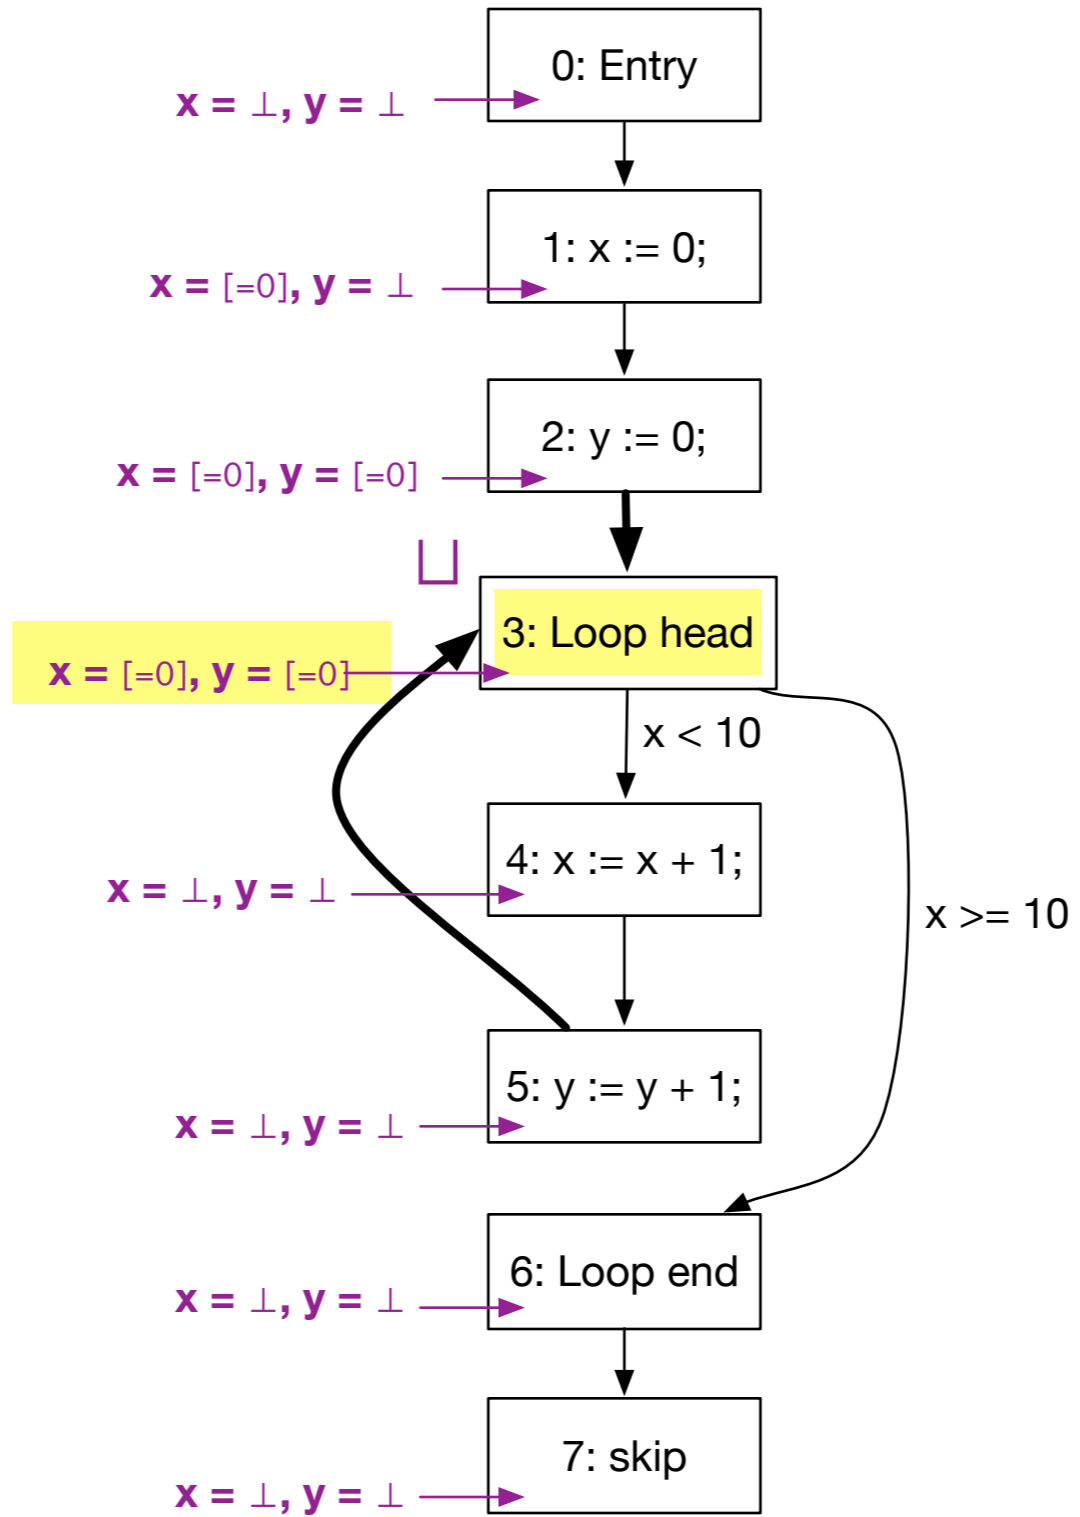 0: Entry
x = ⊥, y = ⊥
1: x := 0;
x = [=0], y = ⊥
2: y := 0;
x = [=0], y = [=0]
⊔
3: Loop head
x = [=0], y = [=0]
x < 10
4: x := x + 1;
x = ⊥, y = ⊥
x >= 10
5: y := y + 1;
x = ⊥, y = ⊥
6: Loop end
x = ⊥, y = ⊥
7: skip
x = ⊥, y = ⊥